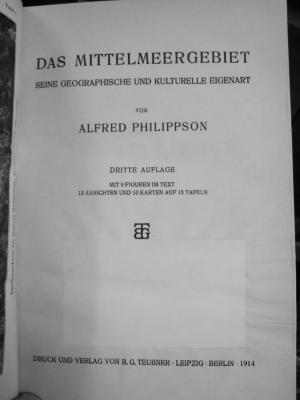 DAS MITTELMEERGEBIET
SEINE GEOGRAPHISCHE UND KULTURELLE EIGENART
VON
ALFRED PHILIPPSON
DRITTE AUFLAGE
MIT 9 FIGUREN IM TEXT
13 ANSICHTEN UND 10 KARTEN AUF 15 TAFELN
DRUCK UND VERLAG VON B. G. TEUBNER · LEIPZIG · BERLIN · 1914